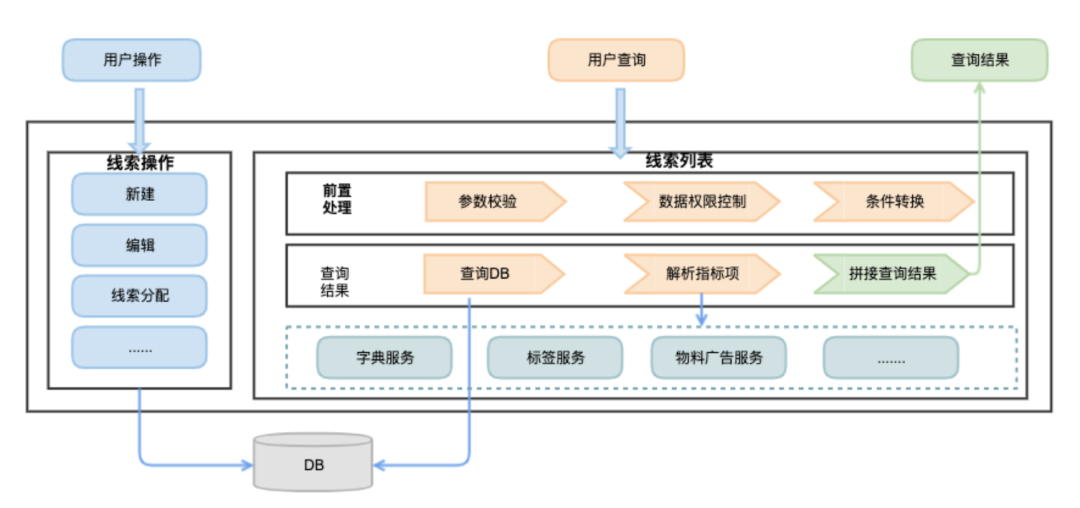 用户操作
用户查询
查询结果
线索操作
线索列表
新建
编辑
线索分配
......
前置
处理
参数校验
数据权限控制
条件转换
查询
结果
查询DB
解析指标项
拼接查询结果
字典服务
标签服务
物料广告服务
.......
DB